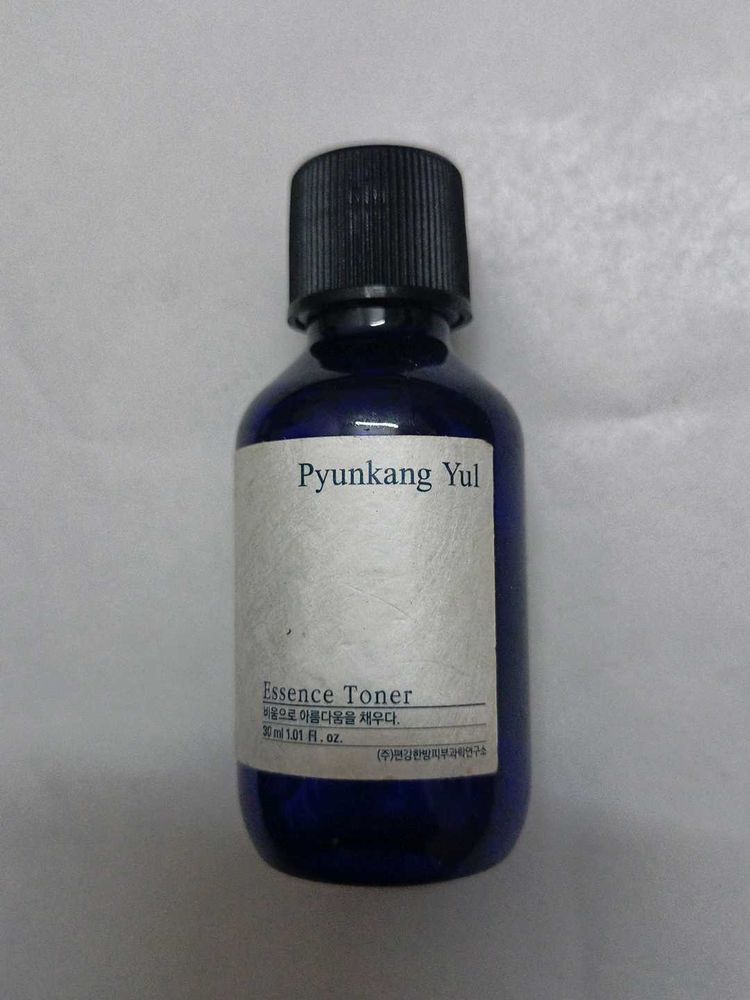 Pyunkang Yul
Essence Toner
비움으로 아름다움을 채우다.
30 ml 1.01 Fl . oz.
(주)편강한방피부과학연구소